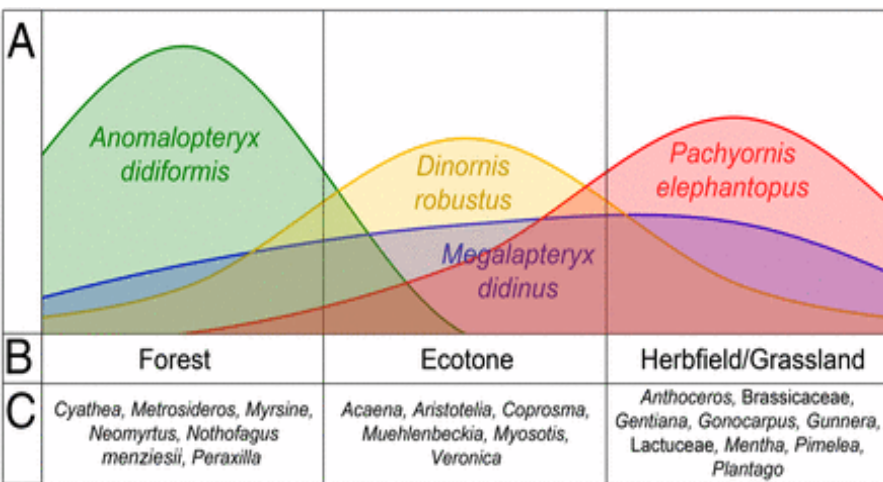 A
Anomalopteryx
didiformis
Dinornis
robustus
Pachyornis
elephantopus
Megalapteryx
didinus
B
Forest
Ecotone
Herbfield/Grassland
C
Cyathea, Metrosideros, Myrsine,
Neomyrtus, Nothofagus
menziesii, Peraxilla
Acaena, Aristotelia, Coprosma,
Muehlenbeckia, Myosotis,
Veronica
Anthoceros, Brassicaceae,
Gentiana, Gonocarpus, Gunnera,
Lactuceae, Mentha, Pimelea,
Plantago